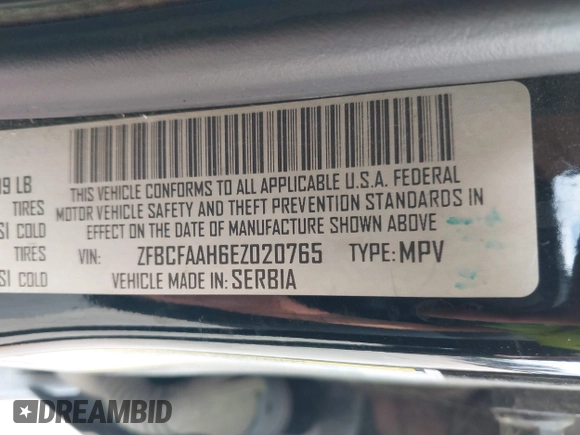 09 LB
THIS VEHICLE CONFORMS TO ALL APPLICABLE U.S.A. FEDERAL
TIRES
MOTOR VEHICLE SAFETY AND THEFT PREVENTION STANDARDS IN
SI COLD
EFFECT ON THE DATE OF MANUFACTURE SHOWN ABOVE
TIRES
VIN: ZFBCFAAH6EZ020765 TYPE: MPV
SI COLD
VEHICLE MADE IN: SERBIA
DREAMBID